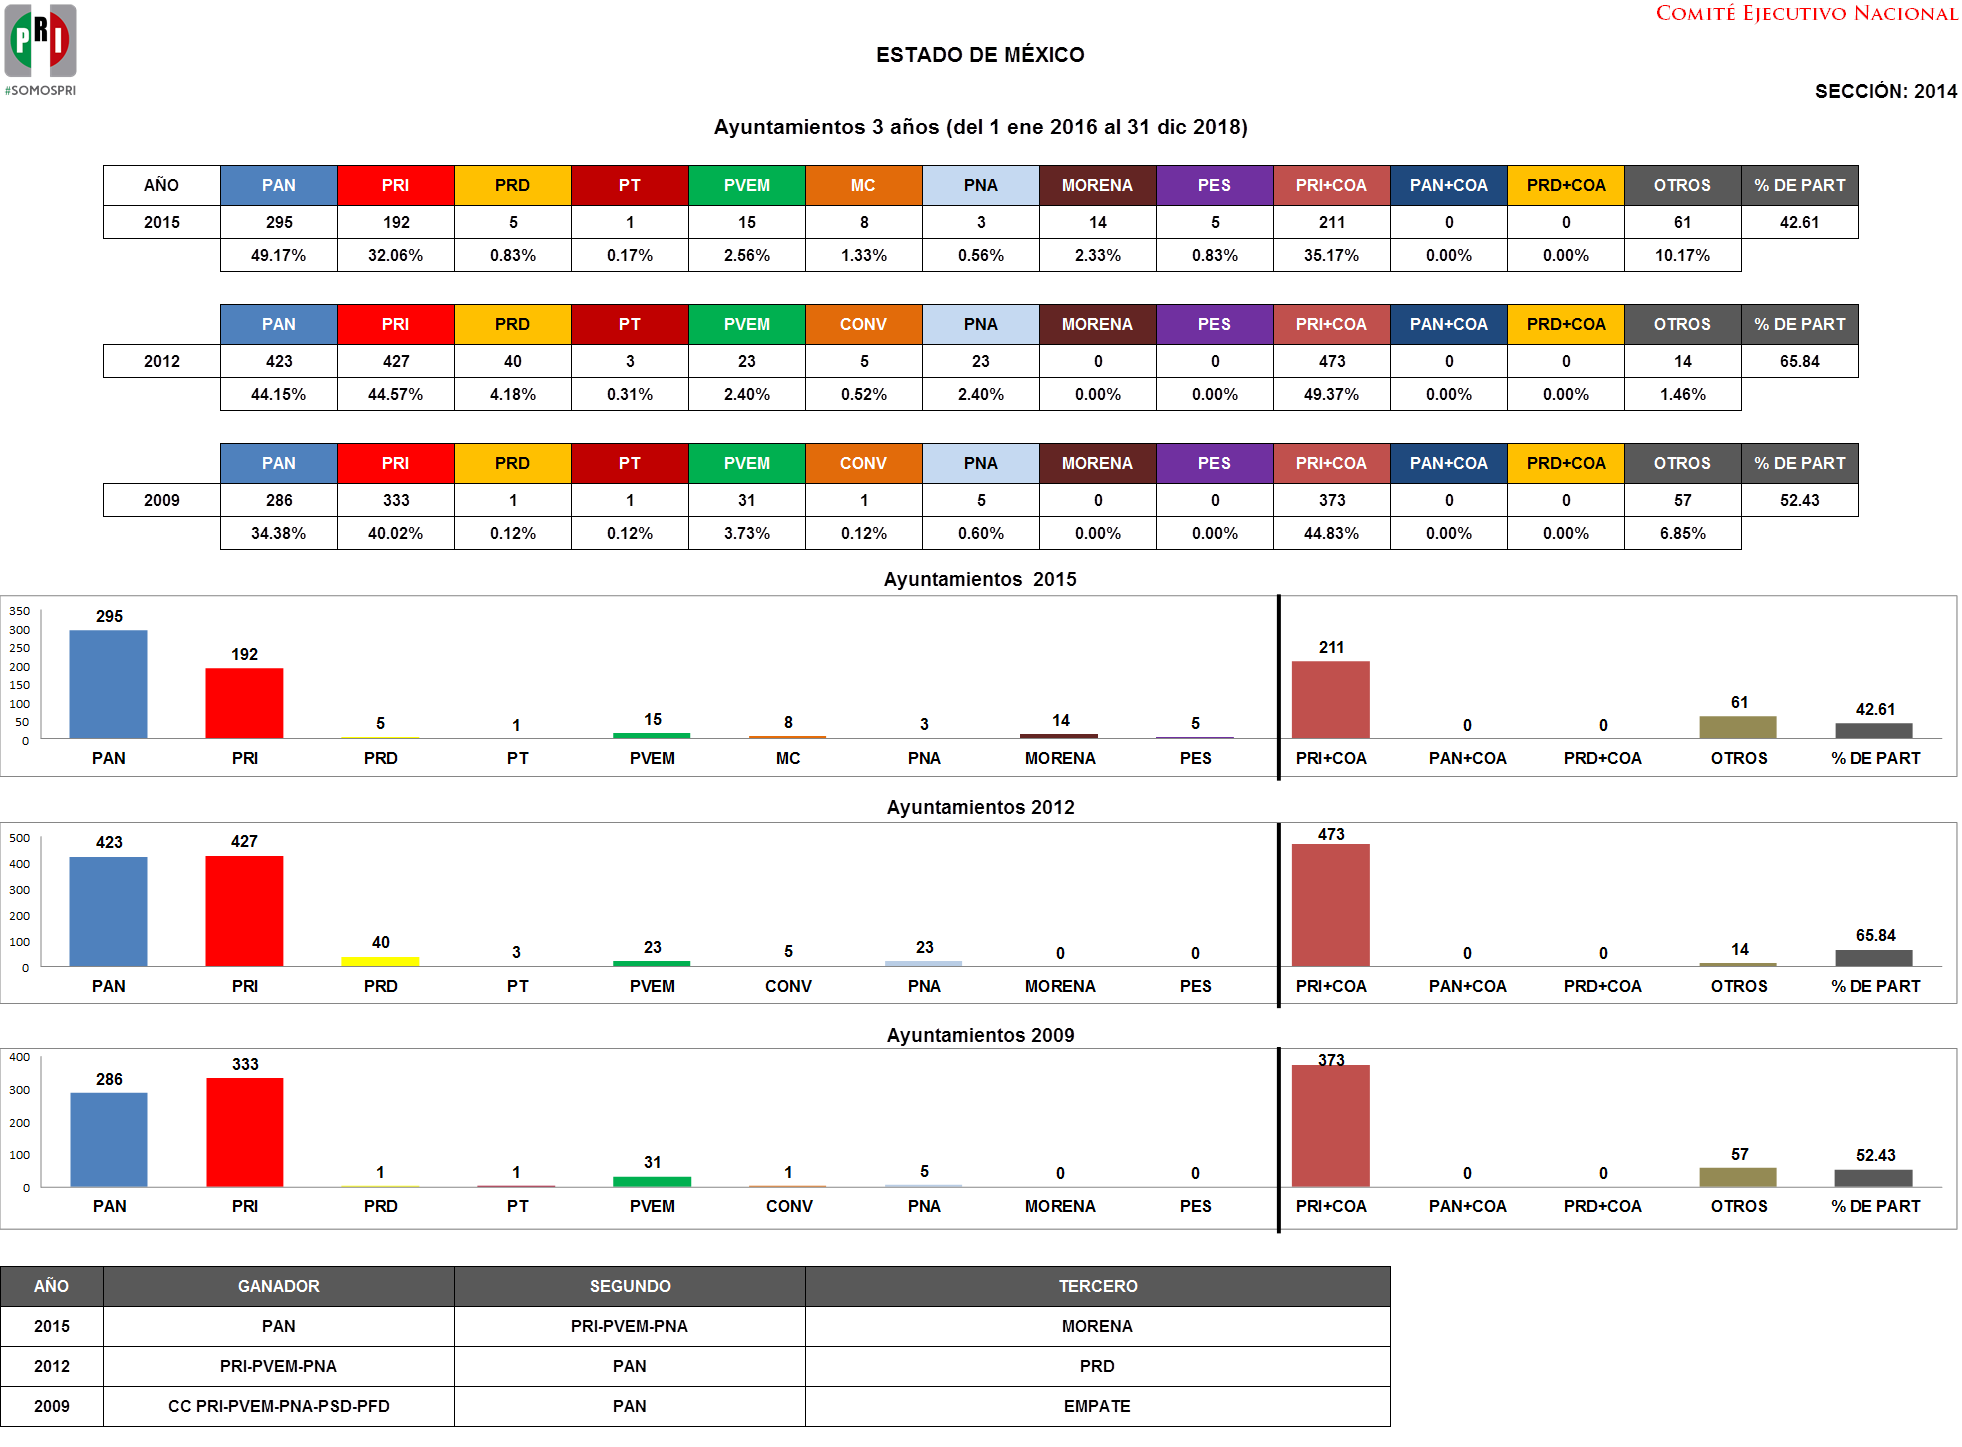 PRI
#SOMOSPRI
COMITÉ EJECUTIVO NACIONAL
ESTADO DE MÉXICO
SECCIÓN: 2014
Ayuntamientos 3 años (del 1 ene 2016 al 31 dic 2018)
AÑO PAN PRI PRD PT PVEM MC PNA MORENA PES PRI+COA PAN+COA PRD+COA OTROS % DE PART
2015 295 192 5 1 15 8 3 14 5 211 0 0 61 42.61
49.17% 32.06% 0.83% 0.17% 2.56% 1.33% 0.56% 2.33% 0.83% 35.17% 0.00% 0.00% 10.17%
PAN PRI PRD PT PVEM CONV PNA MORENA PES PRI+COA PAN+COA PRD+COA OTROS % DE PART
2012 423 427 40 3 23 5 23 0 0 473 0 0 14 65.84
44.15% 44.57% 4.18% 0.31% 2.40% 0.52% 2.40% 0.00% 0.00% 49.37% 0.00% 0.00% 1.46%
PAN PRI PRD PT PVEM CONV PNA MORENA PES PRI+COA PAN+COA PRD+COA OTROS % DE PART
2009 286 333 1 1 31 1 5 0 0 373 0 0 57 52.43
34.38% 40.02% 0.12% 0.12% 3.73% 0.12% 0.60% 0.00% 0.00% 44.83% 0.00% 0.00% 6.85%
Ayuntamientos 2015
350
300
250
200
150
100
50
0
295 192 5 1 15 8 3 14 5 211 0 0 61 42.61
PAN PRI PRD PT PVEM MC PNA MORENA PES PRI+COA PAN+COA PRD+COA OTROS % DE PART
Ayuntamientos 2012
500
400
300
200
100
0
423 427 40 3 23 5 23 0 0 473 0 0 14 65.84
PAN PRI PRD PT PVEM CONV PNA MORENA PES PRI+COA PAN+COA PRD+COA OTROS % DE PART
Ayuntamientos 2009
400
300
200
100
0
286 333 1 1 31 1 5 0 0 373 0 0 57 52.43
PAN PRI PRD PT PVEM CONV PNA MORENA PES PRI+COA PAN+COA PRD+COA OTROS % DE PART
AÑO GANADOR SEGUNDO TERCERO
2015 PAN PRI-PVEM-PNA MORENA
2012 PRI-PVEM-PNA PAN PRD
2009 CC PRI-PVEM-PNA-PSD-PFD PAN EMPATE